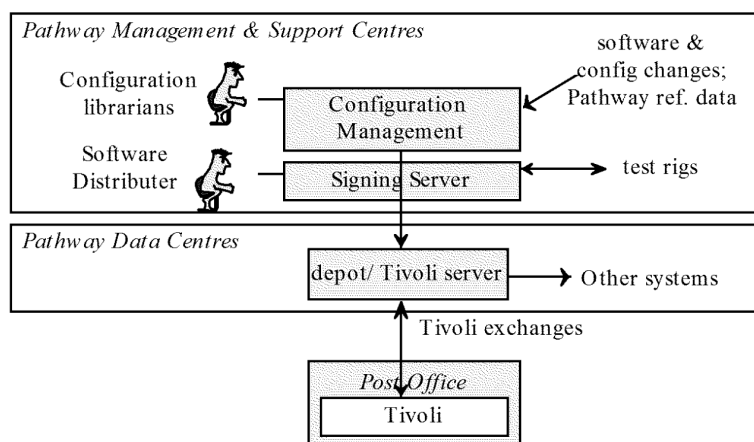 Pathway Management & Support Centres
software &
config changes;
Pathway ref. data
Configuration
librarians
Configuration
Management
Software
Distributer
Signing Server
test rigs
Pathway Data Centres
depot/ Tivoli server
Other systems
Tivoli exchanges
Post Office
Tivoli